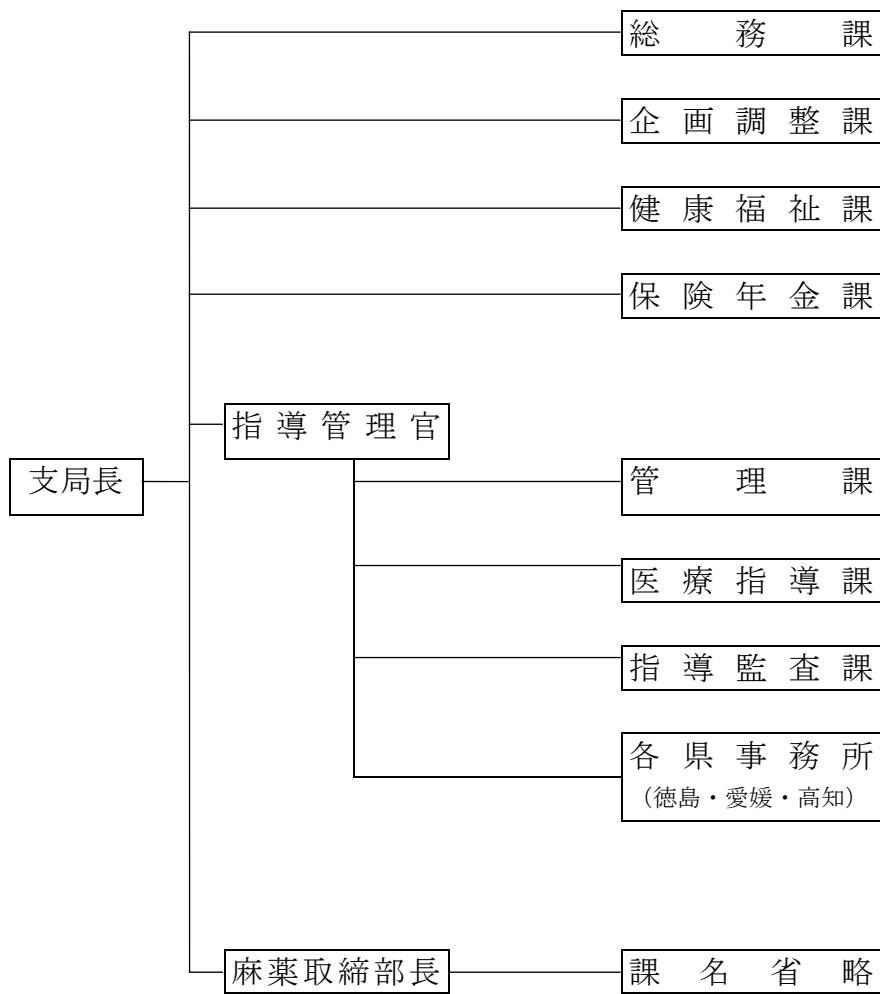 総務課
企画調整課
健康福祉課
保険年金課
指導管理官
支局長
管理課
医療指導課
指導監査課
各県事務所
（徳島・愛媛・高知）
麻薬取締部長
課名省略